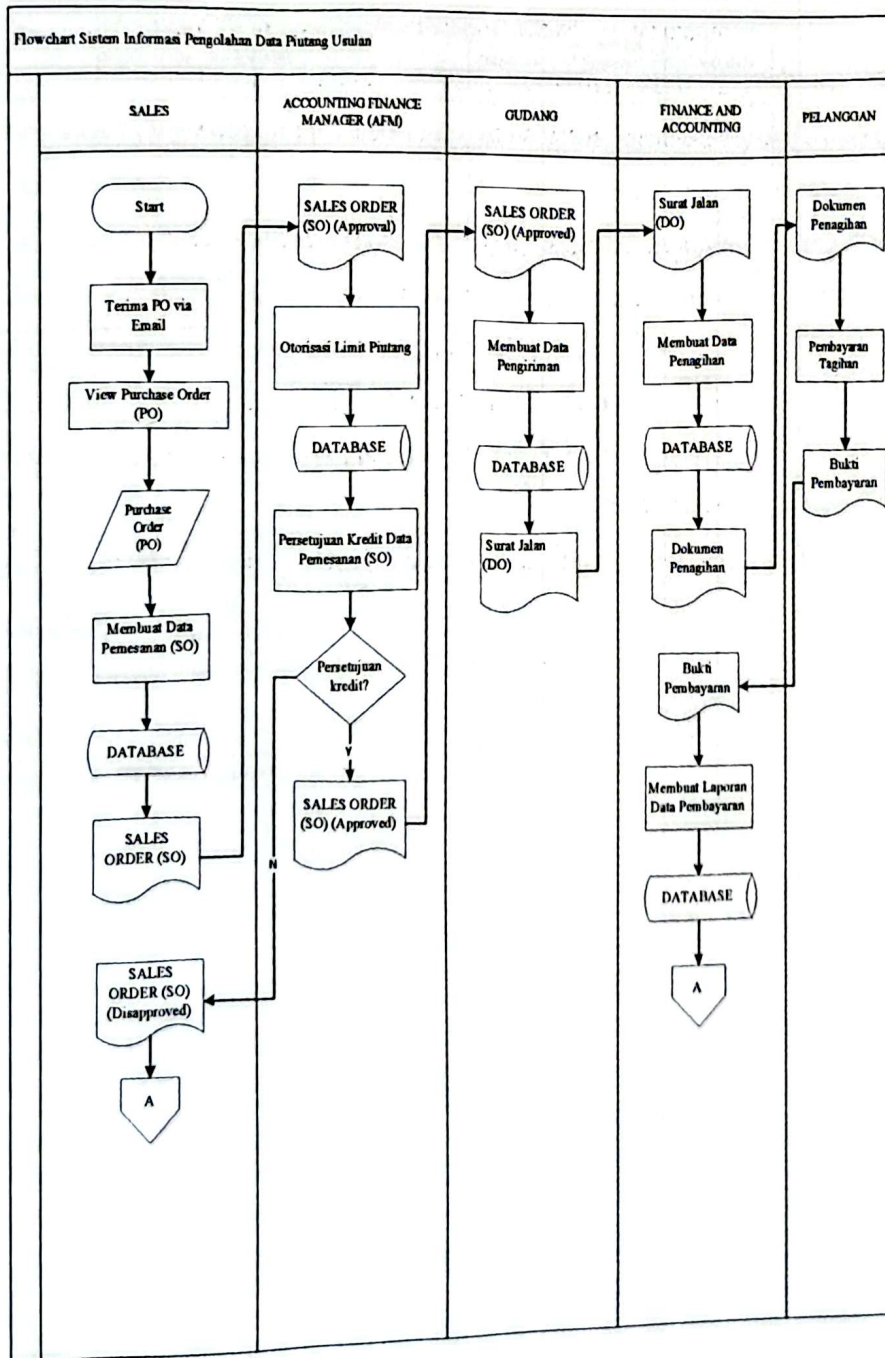 Flowchart Sistem Informasi Pengolahan Data Piutang Usulan
SALES
Start
Terima PO via
Email
View Purchase Order
(PO)
Purchase
Order
(PO)
Membuat Data
Pemesanan (SO)
DATABASE
SALES
ORDER (SO)
SALES
ORDER (SO)
(Disapproved)
A
ACCOUNTING FINANCE
MANAGER (AFM)
SALES ORDER
(SO) (Approval)
Otorisasi Limit Piutang
DATABASE
Persetujuan Kredit Data
Pemesanan (SO)
Persetujuan
kredit?
Y
N
SALES ORDER
(SO) (Approved)
GUDANG
SALES ORDER
(SO) (Approved)
Membuat Data
Pengiriman
DATABASE
Surat Jalan
(DO)
FINANCE AND
ACCOUNTING
Surat Jalan
(DO)
Membuat Data
Penagihan
DATABASE
Dokumen
Penagihan
Bukti
Pembayaran
Membuat Laporan
Data Pembayaran
DATABASE
A
PELANGGAN
Dokumen
Penagihan
Pembayaran
Tagihan
Bukti
Pembayaran